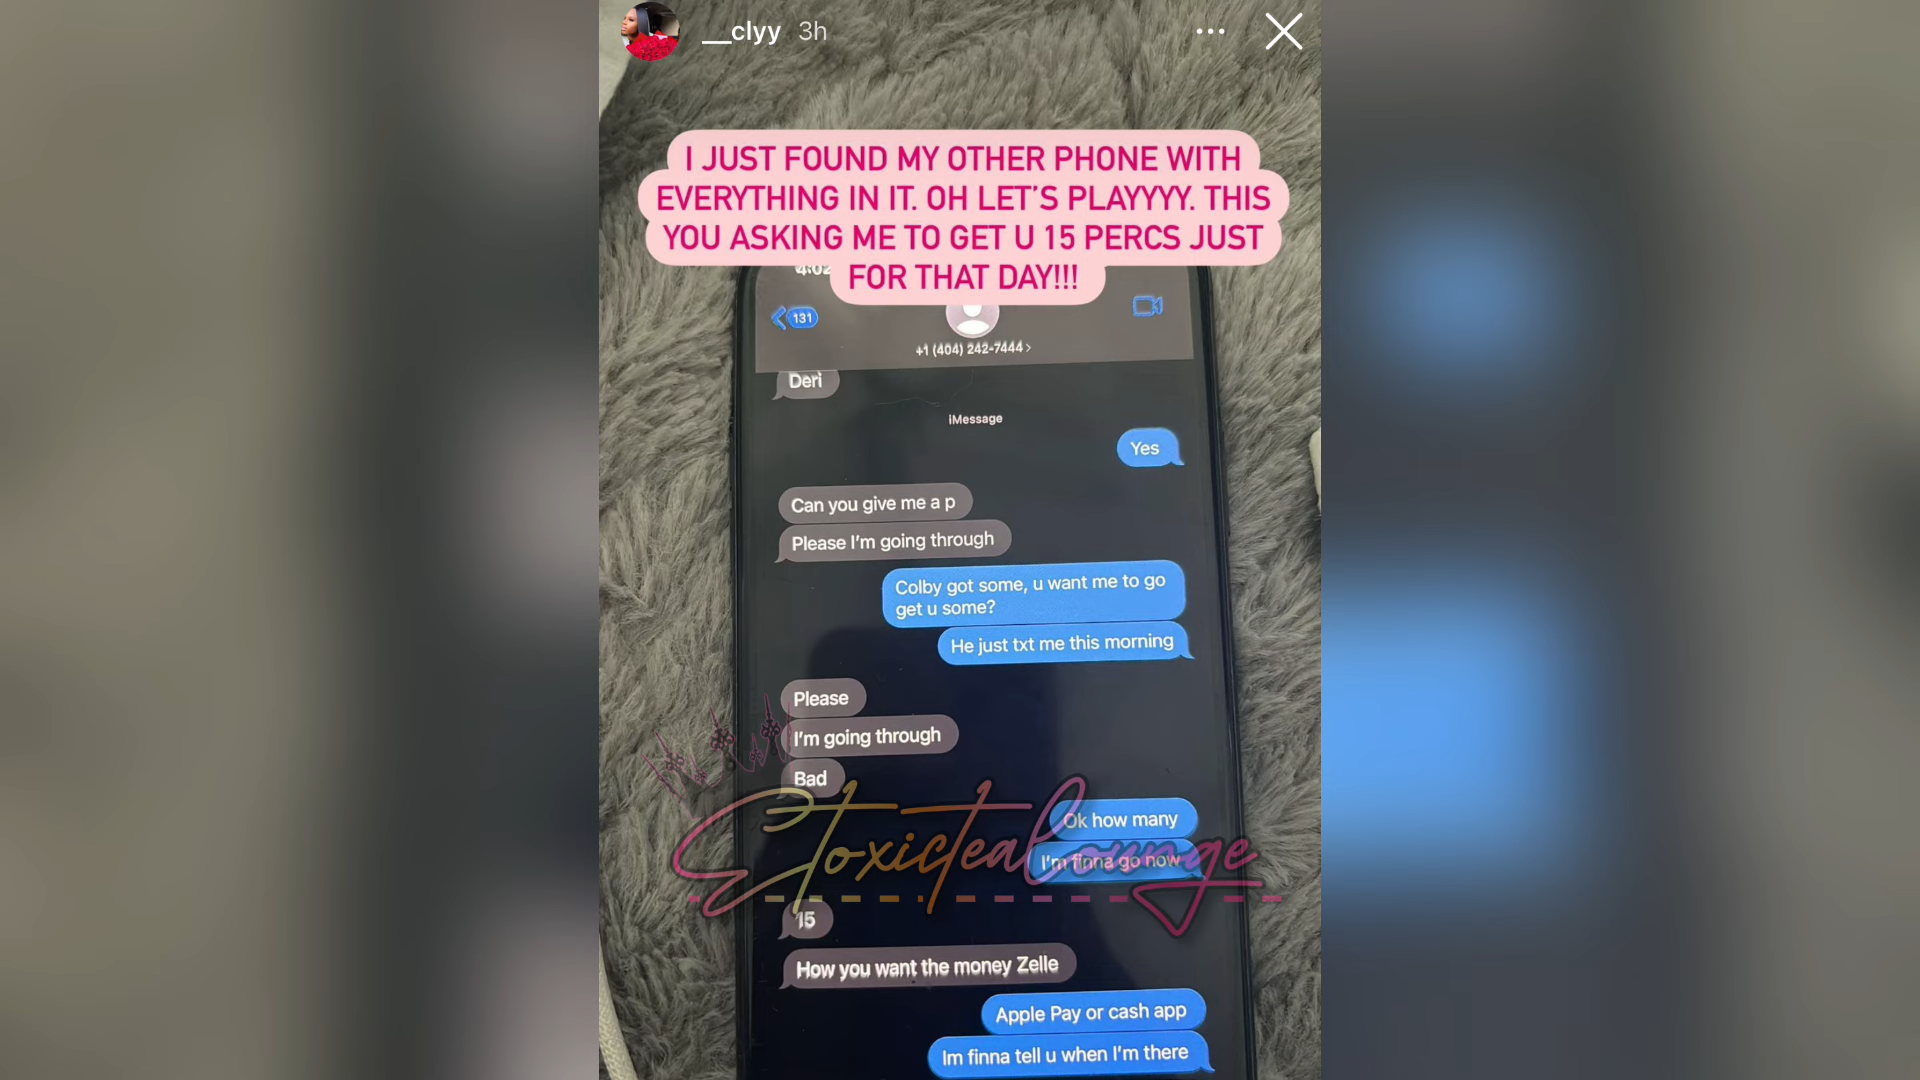 __clyy 3h
I JUST FOUND MY OTHER PHONE WITH
EVERYTHING IN IT. OH LET'S PLAYYYY. THIS
YOU ASKING ME TO GET U 15 PERCS JUST
FOR THAT DAY!!!
4:02
131
+1 (404) 242-7444 >
Deri
iMessage
Yes
Can you give me a p
Please I'm going through
Colby got some, u want me to go
get u some?
He just txt me this morning
Please
I'm going through
Bad
Ok how many
I'm finna go now
ToxicTeaLounge
15
How you want the money Zelle
Apple Pay or cash app
Im finna tell u when I'm there